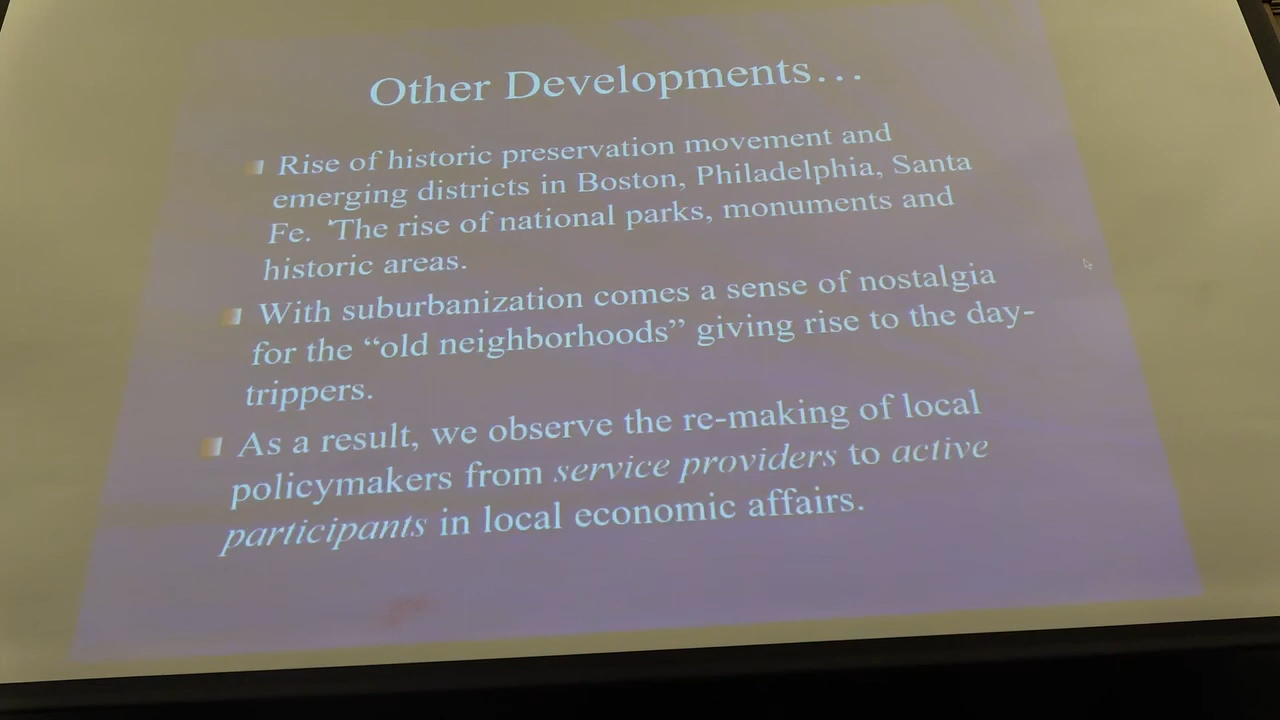 Other Developments...
Rise of historic preservation movement and
emerging districts in Boston, Philadelphia, Santa
Fe. 'The rise of national parks, monuments and
historic areas.
With suburbanization comes a sense of nostalgia
for the “old neighborhoods” giving rise to the day-
trippers.
As a result, we observe the re-making of local
policymakers from service providers to active
participants in local economic affairs.